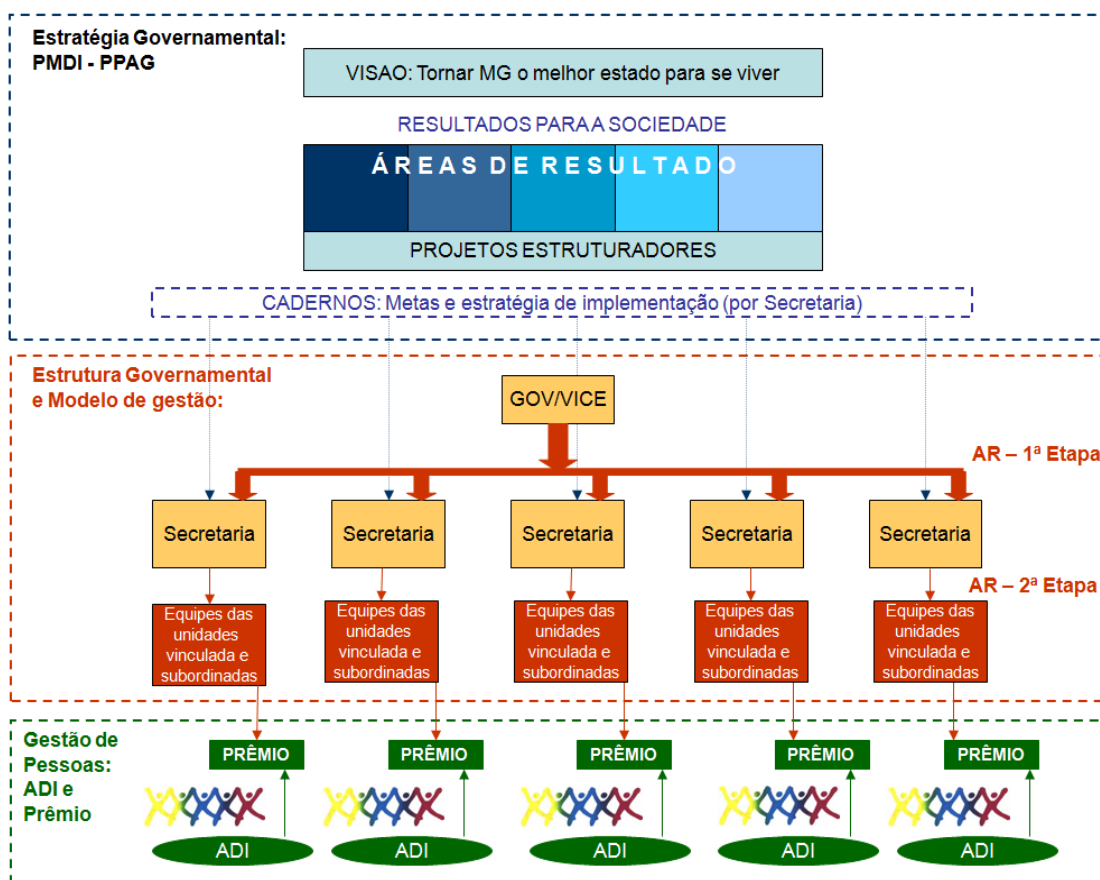 Estratégia Governamental:
PMDI - PPAG
VISAO: Tornar MG o melhor estado para se viver
RESULTADOS PARA A SOCIEDADE
ÁREAS DE RESULTADO
PROJETOS ESTRUTURADORES
CADERNOS: Metas e estratégia de implementação (por Secretaria)
Estrutura Governamental
e Modelo de gestão:
GOV/VICE
AR – 1ª Etapa
Secretaria
Secretaria
Secretaria
Secretaria
Secretaria
AR – 2ª Etapa
Equipes das
unidades
vinculada e
subordinadas
Equipes das
unidades
vinculada e
subordinadas
Equipes das
unidades
vinculada e
subordinadas
Equipes das
unidades
vinculada e
subordinadas
Equipes das
unidades
vinculada e
subordinadas
Gestão de
Pessoas:
ADI e
Prêmio
PRÊMIO
PRÊMIO
PRÊMIO
PRÊMIO
PRÊMIO
ADI
ADI
ADI
ADI
ADI